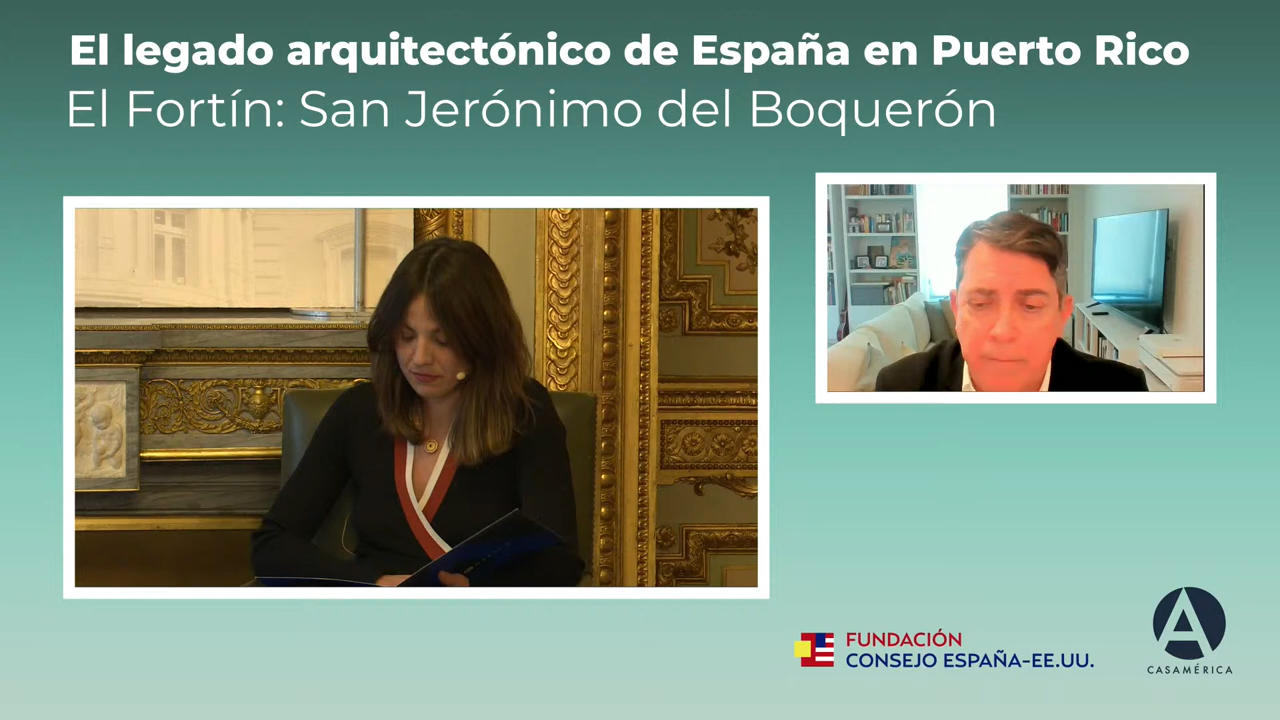 El legado arquitectónico de España en Puerto Rico
El Fortín: San Jerónimo del Boquerón
FUNDACIÓN
CONSEJO ESPAÑA-EE.UU.
CASAMÉRICA